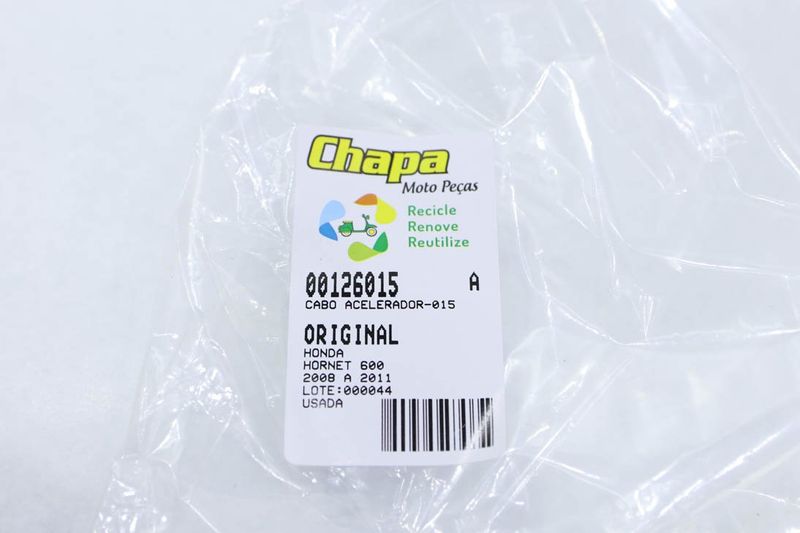 Chapa
Moto Peças
Recicle
Renove
Reutilize
00126015 A
CABO ACELERADOR-015
ORIGINAL
HONDA
HORNET 600
2008 A 2011
LOTE:000044
USADA